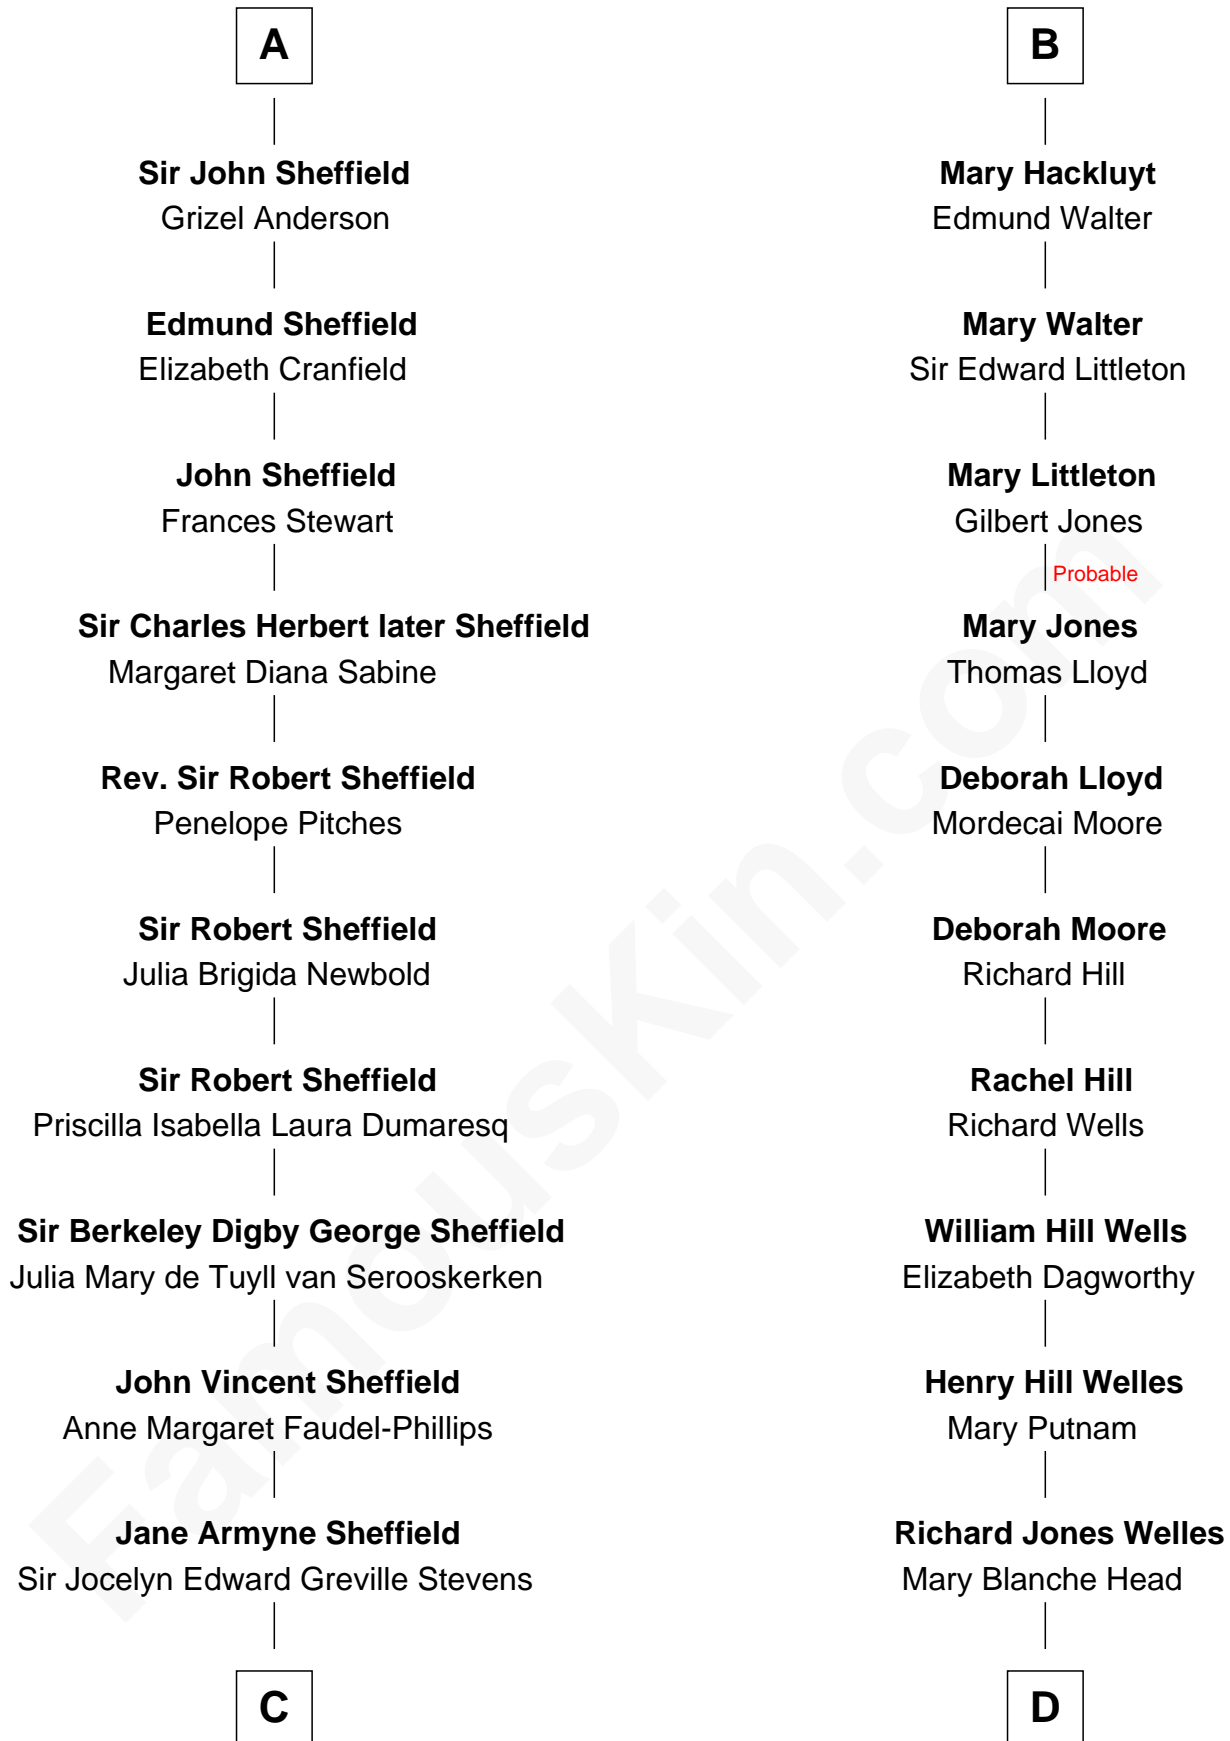 A
Sir John Sheffield
Grizel Anderson
Edmund Sheffield
Elizabeth Cranfield
John Sheffield
Frances Stewart
Sir Charles Herbert later Sheffield
Margaret Diana Sabine
Rev. Sir Robert Sheffield
Penelope Pitches
Sir Robert Sheffield
Julia Brigida Newbold
Sir Robert Sheffield
Priscilla Isabella Laura Dumaresq
Sir Berkeley Digby George Sheffield
Julia Mary de Tuyll van Serooskerken
John Vincent Sheffield
Anne Margaret Faudel-Phillips
Jane Armyne Sheffield
Sir Jocelyn Edward Greville Stevens
C
B
Mary Hackluyt
Edmund Walter
Mary Walter
Sir Edward Littleton
Mary Littleton
Gilbert Jones
Probable
Mary Jones
Thomas Lloyd
Deborah Lloyd
Mordecai Moore
Deborah Moore
Richard Hill
Rachel Hill
Richard Wells
William Hill Wells
Elizabeth Dagworthy
Henry Hill Welles
Mary Putnam
Richard Jones Welles
Mary Blanche Head
D
FamousKin.com